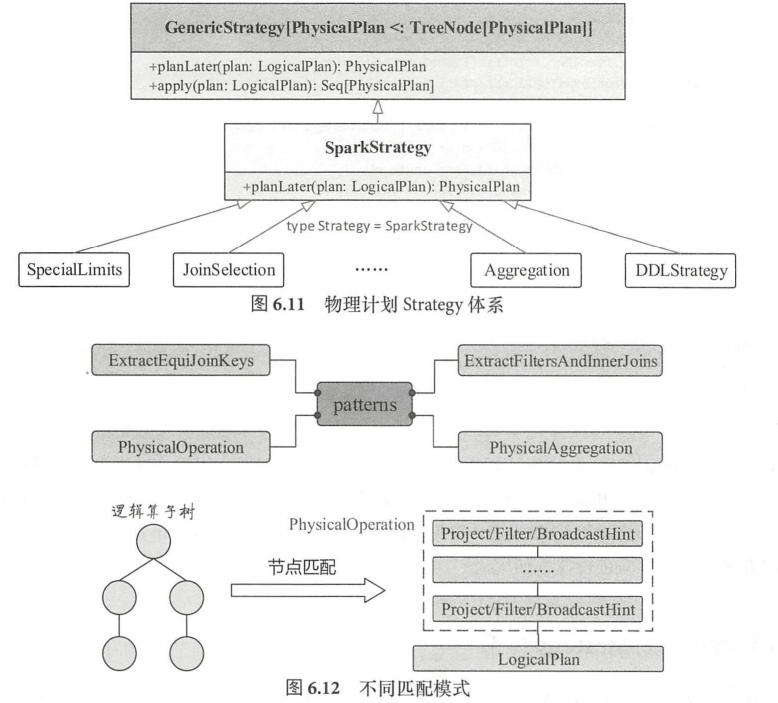 GenericStrategy[PhysicalPlan <: TreeNode[PhysicalPlan]]
+planLater(plan: LogicalPlan): PhysicalPlan
+apply(plan: LogicalPlan): Seq[PhysicalPlan]
SparkStrategy
+planLater(plan: LogicalPlan): PhysicalPlan
type Strategy = SparkStrategy
SpecialLimits
JoinSelection
……
Aggregation
DDLStrategy
图 6.11 物理计划 Strategy 体系
ExtractEquiJoinKeys
ExtractFiltersAndInnerJoins
patterns
PhysicalOperation
PhysicalAggregation
逻辑算子树
PhysicalOperation
Project/Filter/BroadcastHint
节点匹配
……
Project/Filter/BroadcastHint
LogicalPlan
图 6.12 不同匹配模式